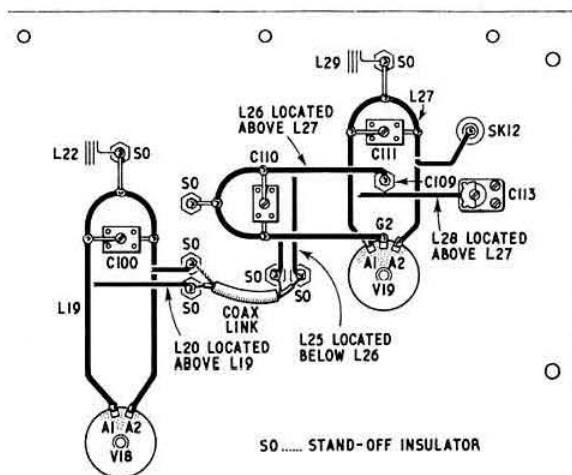 L29
SO
L27
L26 LOCATED
ABOVE L27
SK12
C110
C111
L22
SO
SO
C109
C113
G2
L28 LOCATED
ABOVE L27
C100
SO
A1 A2
V19
SO
SO
SO
L19
COAX
LINK
L20 LOCATED
ABOVE L19
L25 LOCATED
BELOW L26
A1 A2
V18
SO ..... STAND-OFF INSULATOR